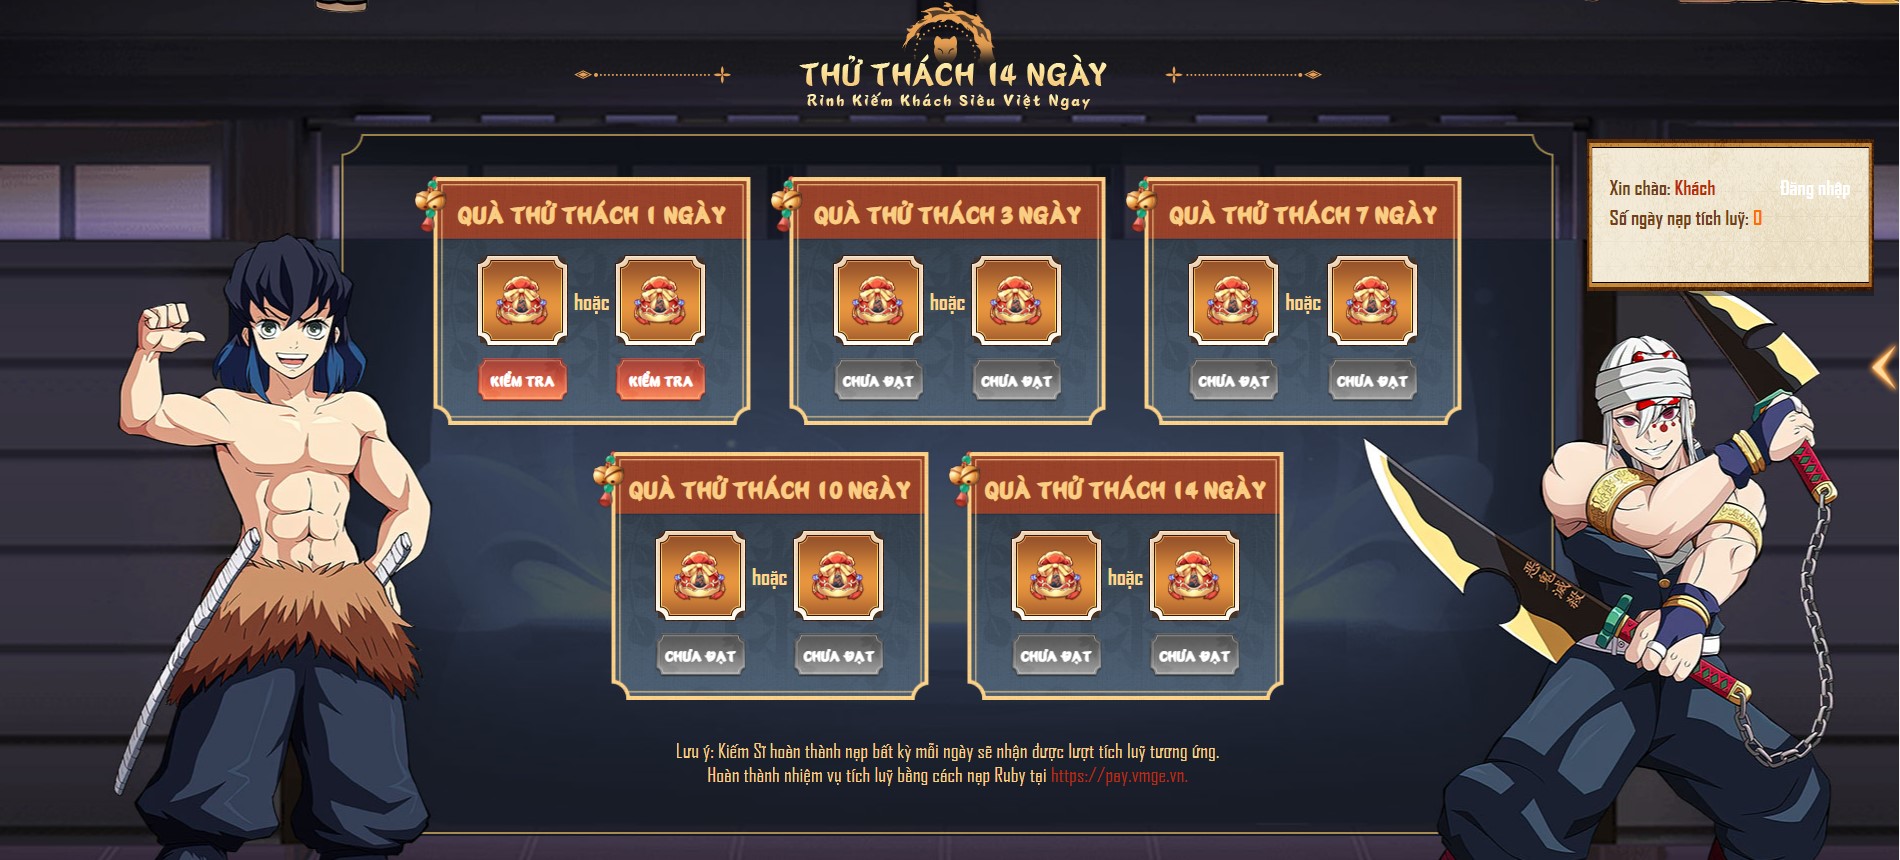 THỬ THÁCH 14 NGÀY
Rinh Kiếm Khách Siêu Việt Ngay
Xin chào: Khách
Đăng nhập
Số ngày nạp tích luỹ: 0
QUÀ THỬ THÁCH 1 NGÀY
hoặc
KIỂM TRA
KIỂM TRA
QUÀ THỬ THÁCH 3 NGÀY
hoặc
CHƯA ĐẠT
CHƯA ĐẠT
QUÀ THỬ THÁCH 7 NGÀY
hoặc
CHƯA ĐẠT
CHƯA ĐẠT
QUÀ THỬ THÁCH 10 NGÀY
hoặc
CHƯA ĐẠT
CHƯA ĐẠT
QUÀ THỬ THÁCH 14 NGÀY
hoặc
CHƯA ĐẠT
CHƯA ĐẠT
Lưu ý: Kiếm Sĩ hoàn thành nạp bất kỳ mỗi ngày sẽ nhận được lượt tích luỹ tương ứng.
Hoàn thành nhiệm vụ tích luỹ bằng cách nạp Ruby tại https://pay.vmge.vn.